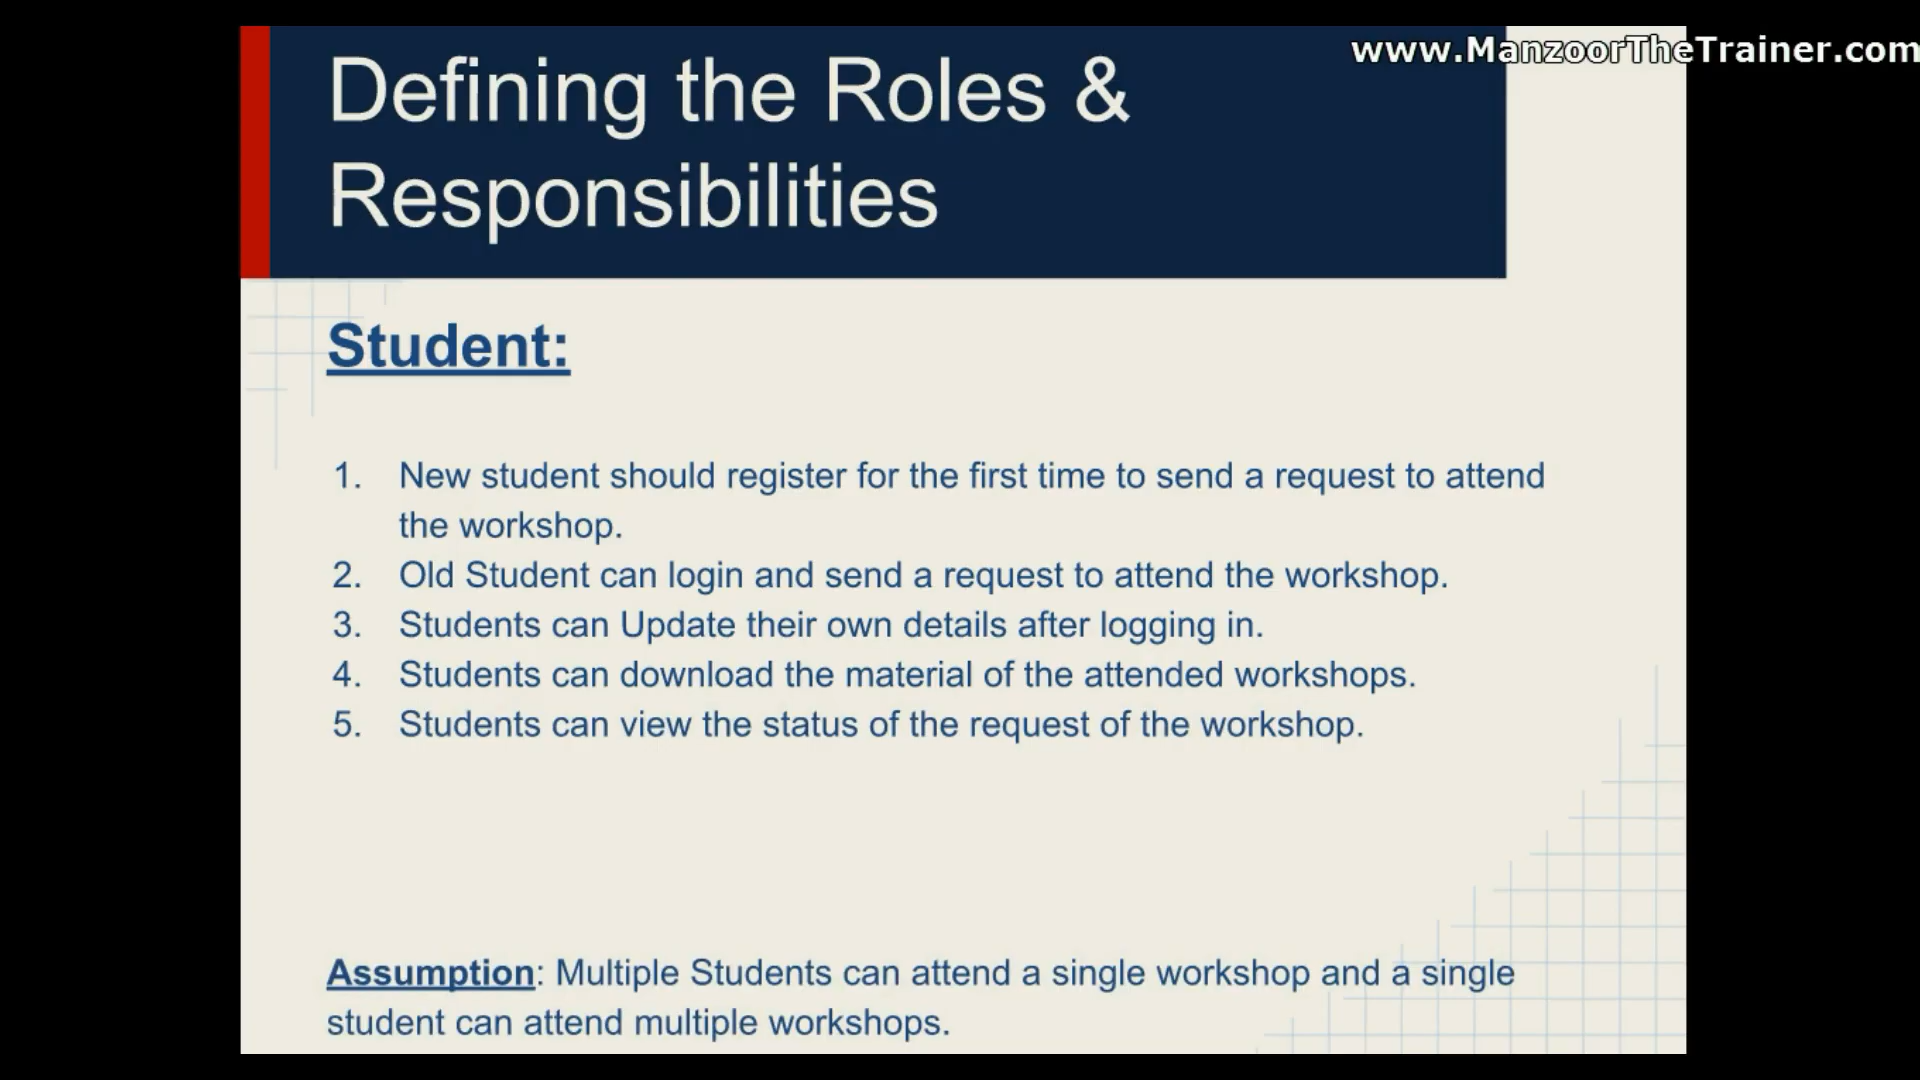 www.ManzoorTheTrainer.com
Defining the Roles &
Responsibilities
Student:
1. New student should register for the first time to send a request to attend
the workshop.
2. Old Student can login and send a request to attend the workshop.
3. Students can Update their own details after logging in.
4. Students can download the material of the attended workshops.
5. Students can view the status of the request of the workshop.
Assumption: Multiple Students can attend a single workshop and a single
student can attend multiple workshops.